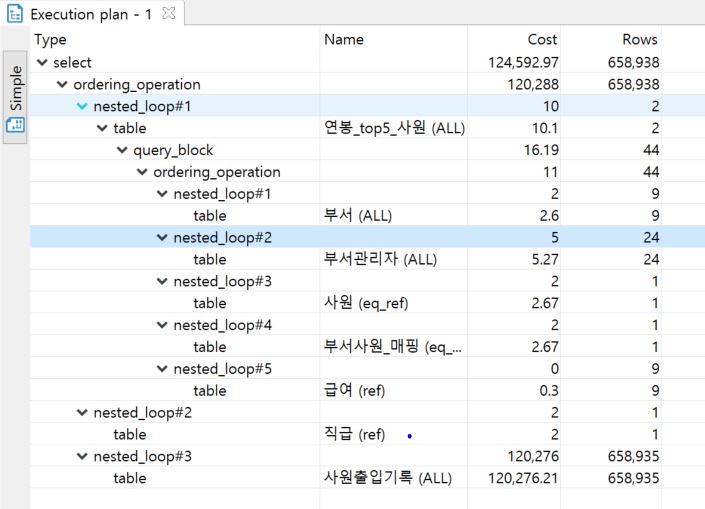 Execution plan - 1
Simple
Type Name Cost Rows
select 124,592.97 658,938
ordering_operation 120,288 658,938
nested_loop#1 10 2
table 연봉_top5_사원 (ALL) 10.1 2
query_block 16.19 44
ordering_operation 11 44
nested_loop#1 2 9
table 부서 (ALL) 2.6 9
nested_loop#2 5 24
table 부서관리자 (ALL) 5.27 24
nested_loop#3 2 1
table 사원 (eq_ref) 2.67 1
nested_loop#4 2 1
table 부서사원_매핑 (eq_... 2.67 1
nested_loop#5 0 9
table 급여 (ref) 0.3 9
nested_loop#2 2 1
table 직급 (ref) 2 1
nested_loop#3 120,276 658,935
table 사원출입기록 (ALL) 120,276.21 658,935